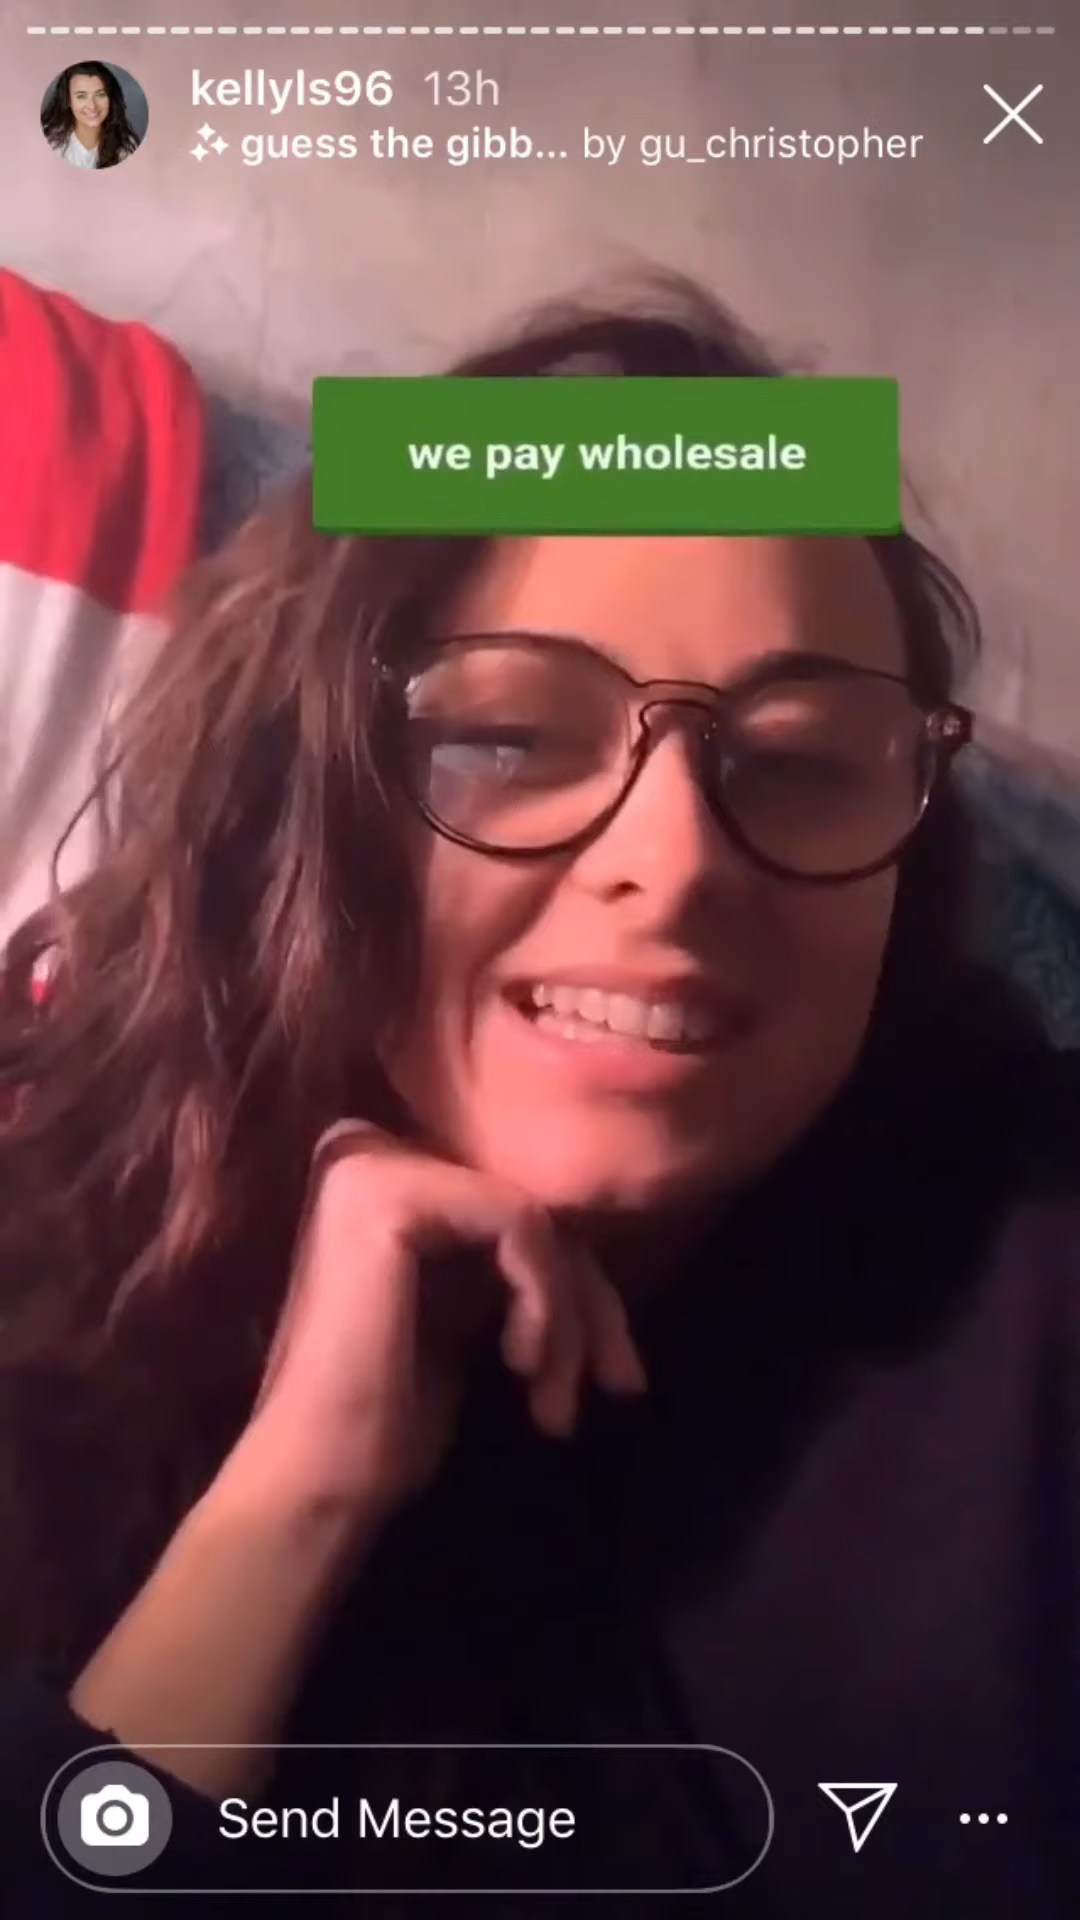 kellyls96 13h
guess the gibb... by gu_christopher
we pay wholesale
Send Message